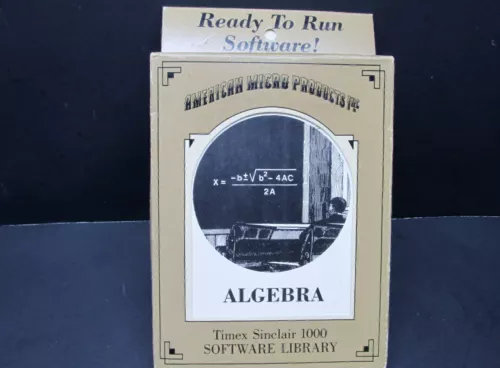 Ready To Run
Software!
AMERICAN MICRO PRODUCTS INC
X = -b±√b²-4AC
2A
ALGEBRA
Timex Sinclair 1000
SOFTWARE LIBRARY